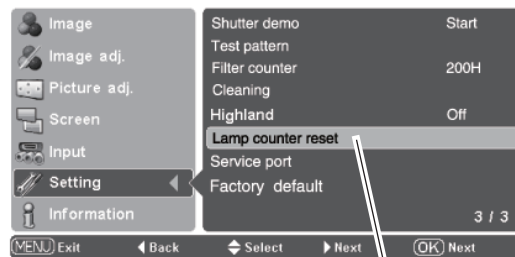 Image
Image adj.
Picture adj.
Screen
Input
Setting
Information
Shutter demo Start
Test pattern
Filter counter 200H
Cleaning
Highland Off
Lamp counter reset
Service port
Factory default
3 / 3
MENU Exit Back Select Next OK Next